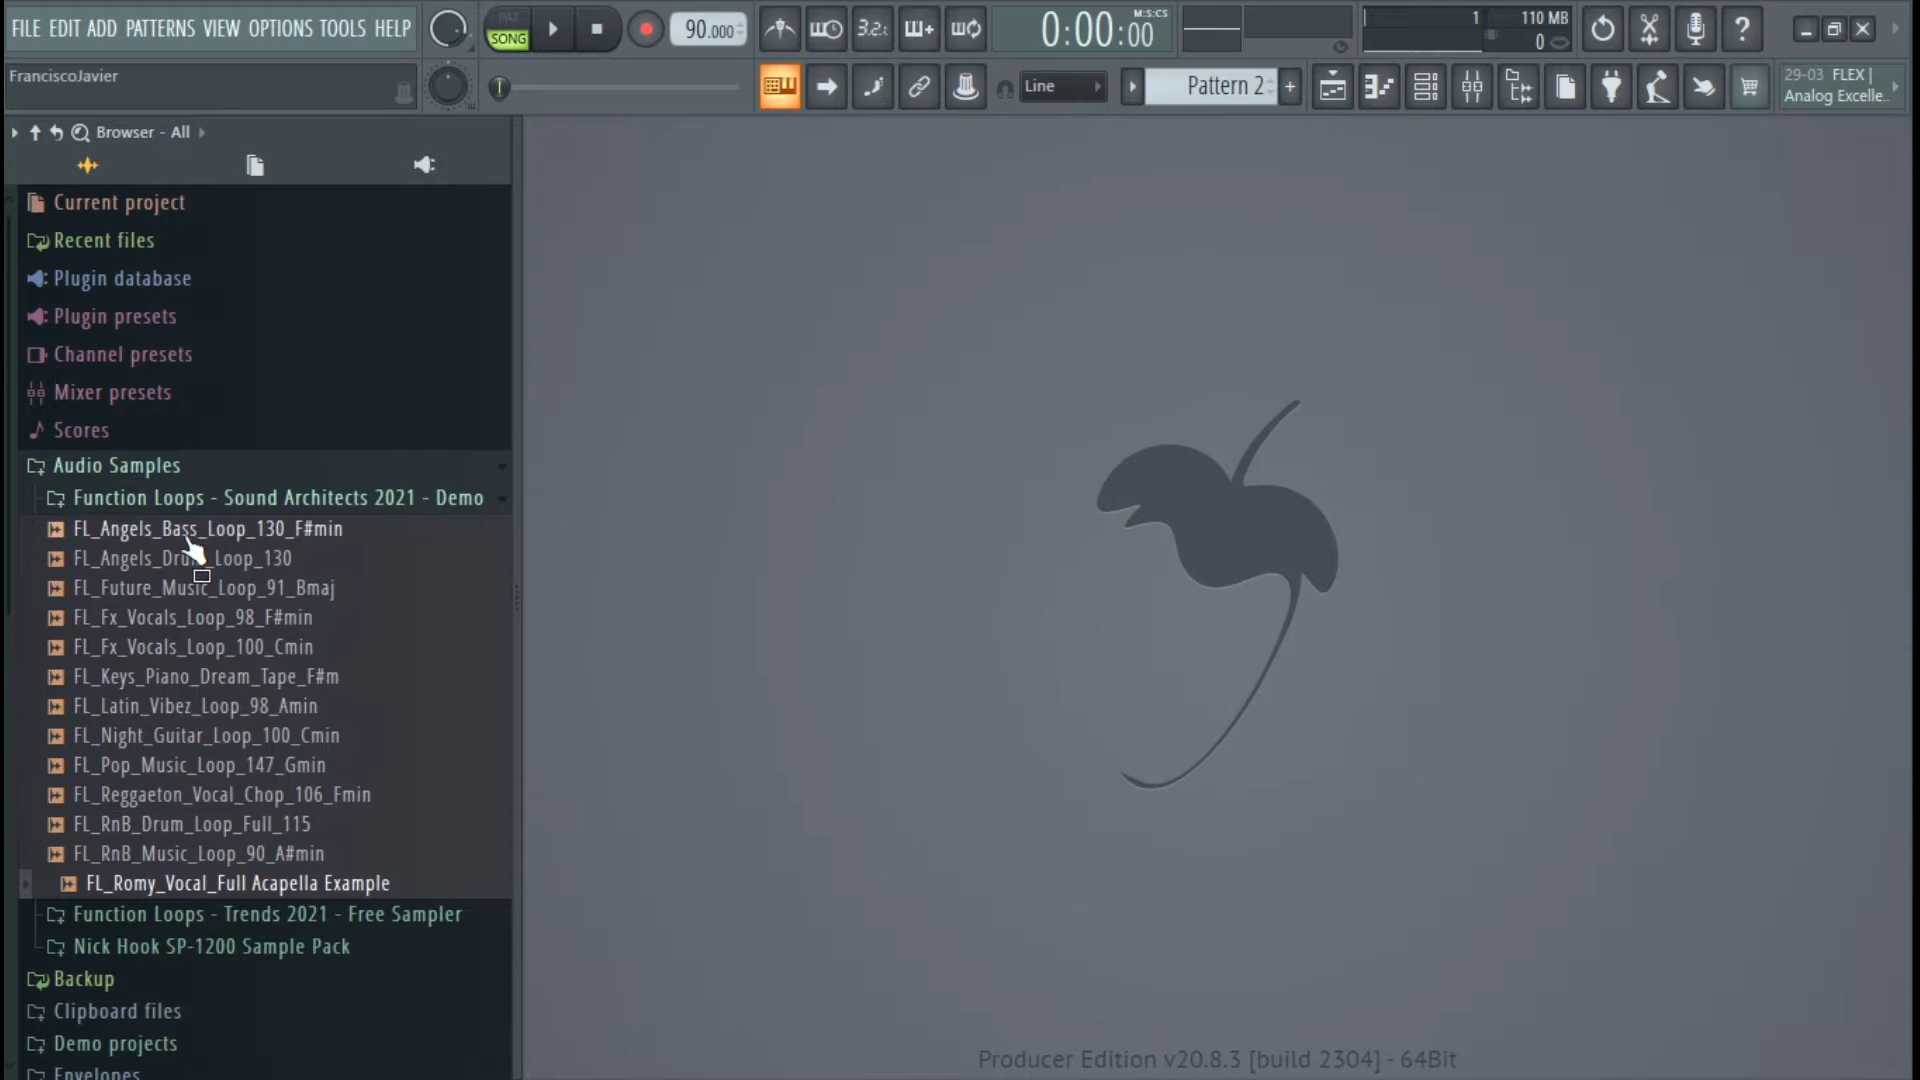 FILE EDIT ADD PATTERNS VIEW OPTIONS TOOLS HELP
PAT
SONG
90.000
3.2:
0:00:00
M:S:CS
1
110 MB
0
?
FranciscoJavier
Line
Pattern 2
+
29-03 FLEX |
Analog Excelle..
Browser - All
Current project
Recent files
Plugin database
Plugin presets
Channel presets
Mixer presets
Scores
Audio Samples
Function Loops - Sound Architects 2021 - Demo
FL_Angels_Bass_Loop_130_F#min
FL_Angels_Drum_Loop_130
FL_Future_Music_Loop_91_Bmaj
FL_Fx_Vocals_Loop_98_F#min
FL_Fx_Vocals_Loop_100_Cmin
FL_Keys_Piano_Dream_Tape_F#m
FL_Latin_Vibez_Loop_98_Amin
FL_Night_Guitar_Loop_100_Cmin
FL_Pop_Music_Loop_147_Gmin
FL_Reggaeton_Vocal_Chop_106_Fmin
FL_RnB_Drum_Loop_Full_115
FL_RnB_Music_Loop_90_A#min
FL_Romy_Vocal_Full Acapella Example
Function Loops - Trends 2021 - Free Sampler
Nick Hook SP-1200 Sample Pack
Backup
Clipboard files
Demo projects
Envelopes
Producer Edition v20.8.3 [build 2304] - 64Bit